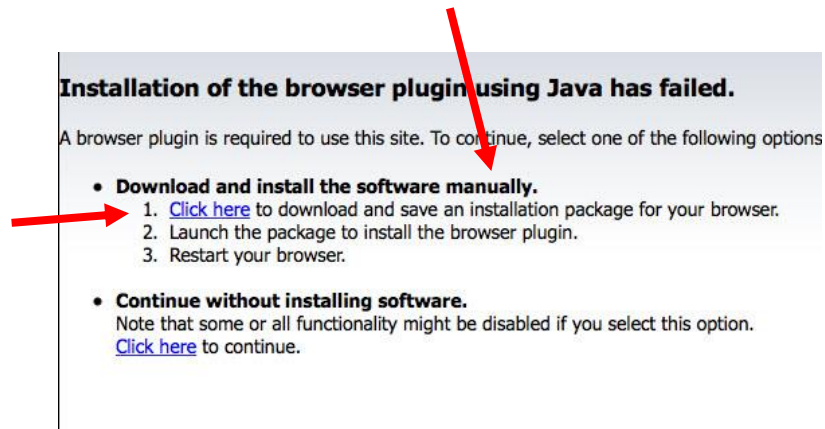 Installation of the browser plugin using Java has failed.
A browser plugin is required to use this site. To continue, select one of the following options
• Download and install the software manually.
1. Click here to download and save an installation package for your browser.
2. Launch the package to install the browser plugin.
3. Restart your browser.
• Continue without installing software.
Note that some or all functionality might be disabled if you select this option.
Click here to continue.